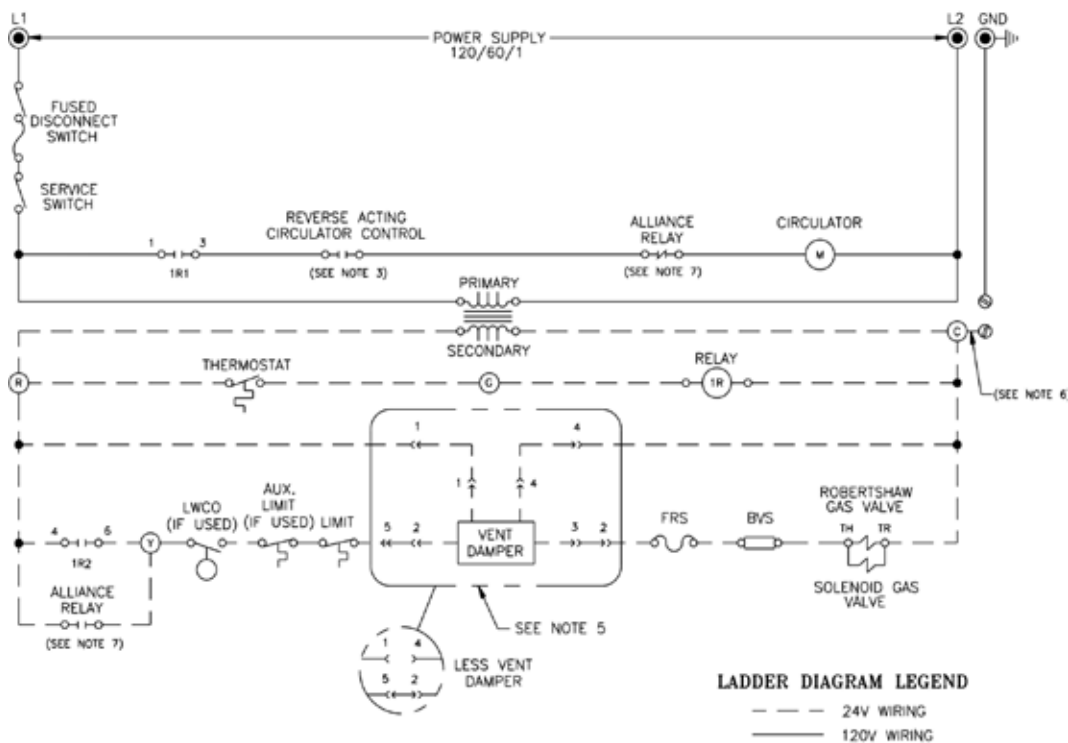 L1
L2 GND
POWER SUPPLY
120/60/1
FUSED
DISCONNECT
SWITCH
SERVICE
SWITCH
REVERSE ACTING
CIRCULATOR CONTROL
ALLIANCE
RELAY
CIRCULATOR
1 3
1R1
(SEE NOTE 3)
(SEE NOTE 7)
M
PRIMARY
SECONDARY
C
THERMOSTAT
RELAY
R
G
1R
(SEE NOTE 6)
1
4
1
4
LWCO
(IF USED)
AUX.
LIMIT
(IF USED)
LIMIT
5 2
VENT
DAMPER
3 2
FRS
BVS
ROBERTSHAW
GAS VALVE
TH TR
SOLENOID GAS
VALVE
4 6
1R2
Y
ALLIANCE
RELAY
(SEE NOTE 7)
SEE NOTE 5
1 4
5 2
LESS VENT
DAMPER
LADDER DIAGRAM LEGEND
24V WIRING
120V WIRING